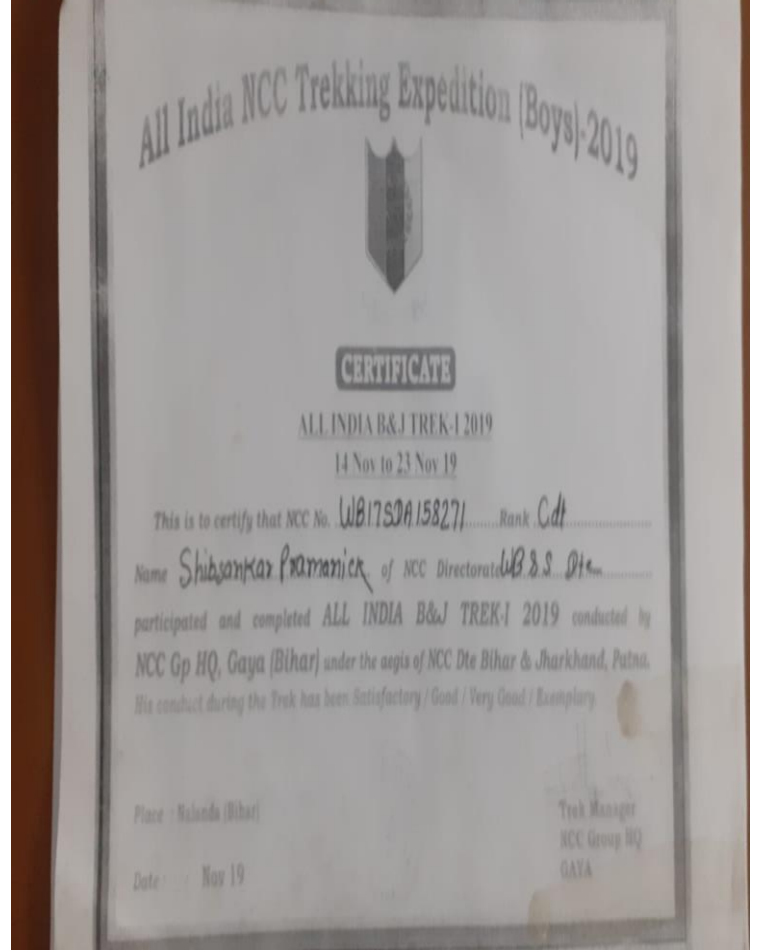 All India NCC Trekking Expedition (Boys)-2019
CERTIFICATE
ALL INDIA B&J TREK-I 2019
14 Nov to 23 Nov 19
This is to certify that NCC No. WB17SDA158271 Rank Cdt
Name Shibsankar Pramanick of NCC Directorate WB & S Dte
participated and completed ALL INDIA B&J TREK-I 2019 conducted by
NCC Gp HQ, Gaya (Bihar) under the aegis of NCC Dte Bihar & Jharkhand, Patna.
His conduct during the Trek has been Satisfactory / Good / Very Good / Exemplary.
Place : Nalanda (Bihar)
Trek Manager
NCC Group HQ
Date : Nov 19
GAYA